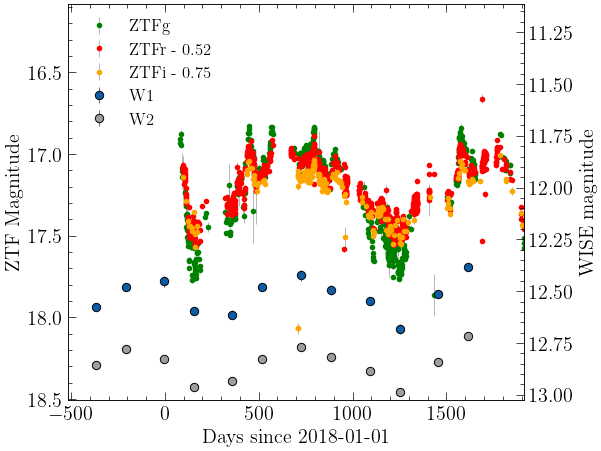 ZTFg
ZTFr - 0.52
ZTFi - 0.75
W1
W2
16.5
17.0
17.5
18.0
18.5
ZTF Magnitude
11.25
11.50
11.75
12.00
12.25
12.50
12.75
13.00
WISE magnitude
−500
0
500
1000
1500
Days since 2018-01-01